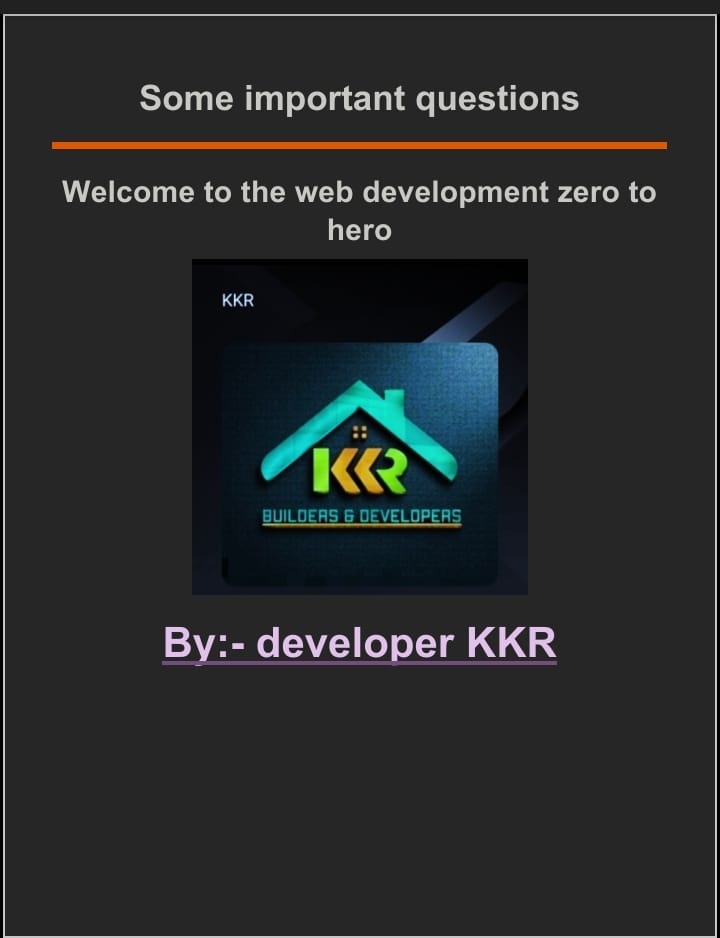 Some important questions
Welcome to the web development zero to
hero
KKR
KKR
BUILDERS & DEVELOPERS
By:- developer KKR